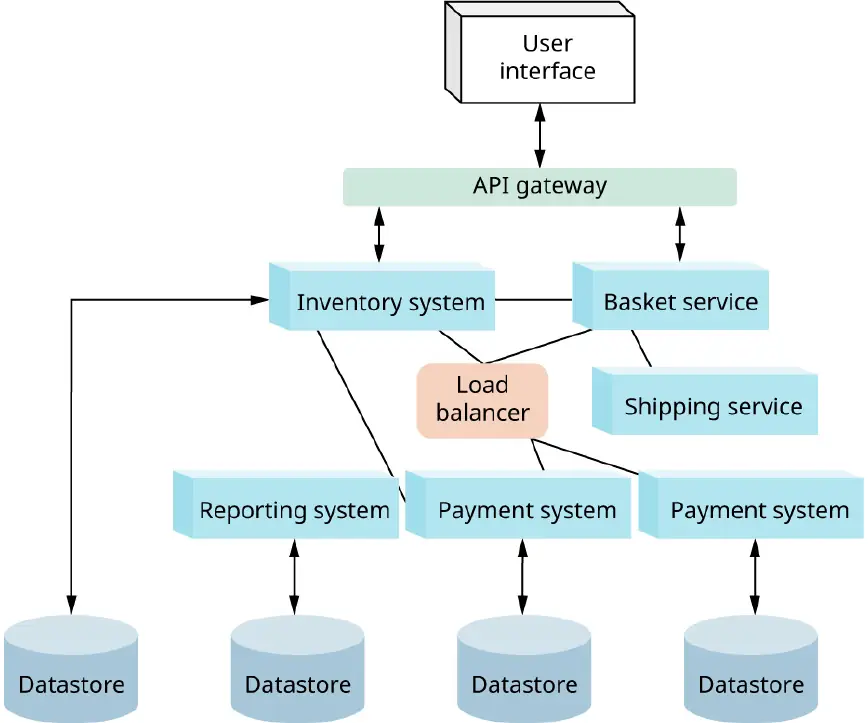 User
interface
API gateway
Inventory system
Basket service
Load
balancer
Shipping service
Reporting system
Payment system
Payment system
Datastore
Datastore
Datastore
Datastore